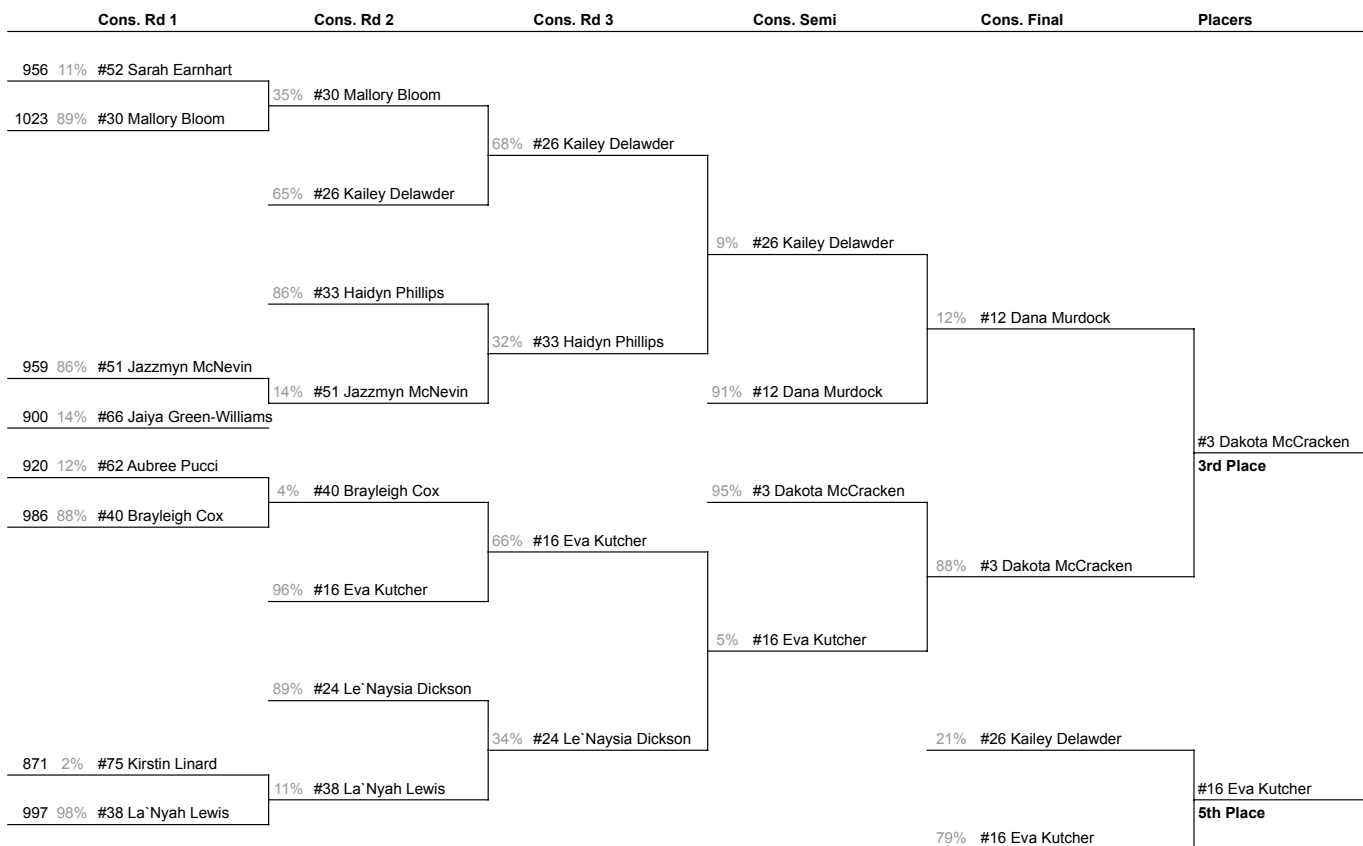 Cons. Rd 1 Cons. Rd 2 Cons. Rd 3 Cons. Semi Cons. Final Placers
956 11% #52 Sarah Earnhart
35% #30 Mallory Bloom
1023 89% #30 Mallory Bloom
68% #26 Kailey Delawder
65% #26 Kailey Delawder
9% #26 Kailey Delawder
86% #33 Haidyn Phillips
12% #12 Dana Murdock
32% #33 Haidyn Phillips
959 86% #51 Jazzmyn McNevin
14% #51 Jazzmyn McNevin 91% #12 Dana Murdock
900 14% #66 Jaiya Green-Williams
#3 Dakota McCracken
920 12% #62 Aubree Pucci 3rd Place
4% #40 Brayleigh Cox 95% #3 Dakota McCracken
986 88% #40 Brayleigh Cox
66% #16 Eva Kutcher
88% #3 Dakota McCracken
96% #16 Eva Kutcher
5% #16 Eva Kutcher
89% #24 Le`Naysia Dickson
34% #24 Le`Naysia Dickson 21% #26 Kailey Delawder
871 2% #75 Kirstin Linard
11% #38 La`Nyah Lewis #16 Eva Kutcher
997 98% #38 La`Nyah Lewis 5th Place
79% #16 Eva Kutcher